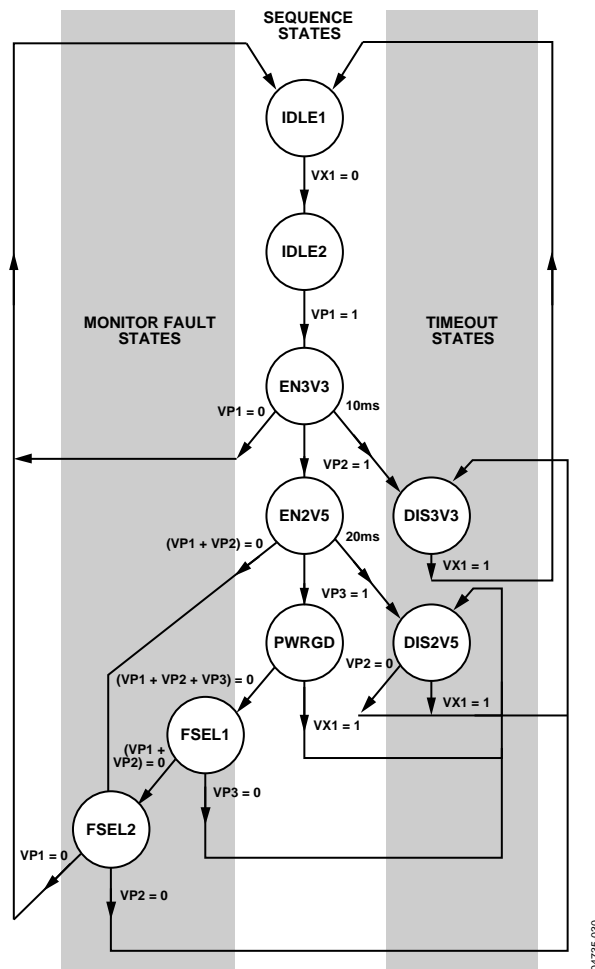 SEQUENCE
STATES
IDLE1
VX1 = 0
IDLE2
VP1 = 1
MONITOR FAULT
STATES
TIMEOUT
STATES
EN3V3
VP1 = 0
10ms
VP2 = 1
EN2V5
DIS3V3
(VP1 + VP2) = 0
20ms
VX1 = 1
VP3 = 1
PWRGD
DIS2V5
VP2 = 0
(VP1 + VP2 + VP3) = 0
VX1 = 1
VX1 = 1
FSEL1
(VP1 +
VP2) = 0
VP3 = 0
FSEL2
VP1 = 0
VP2 = 0
04735-030